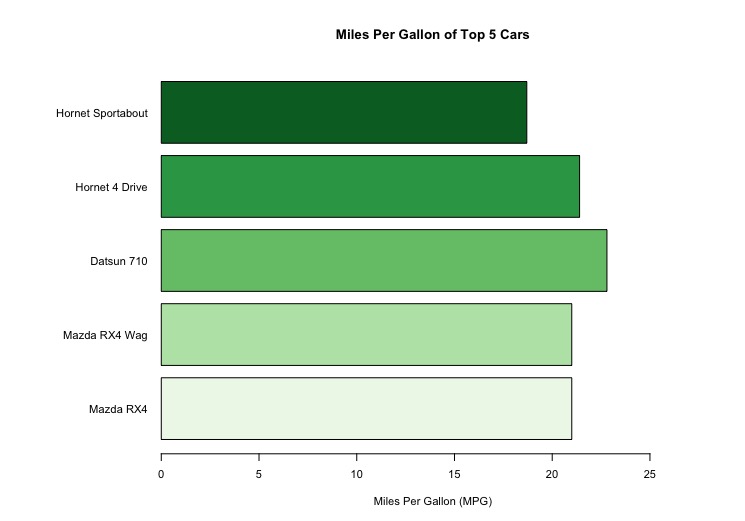 Miles Per Gallon of Top 5 Cars
Hornet Sportabout
Hornet 4 Drive
Datsun 710
Mazda RX4 Wag
Mazda RX4
0 5 10 15 20 25
Miles Per Gallon (MPG)